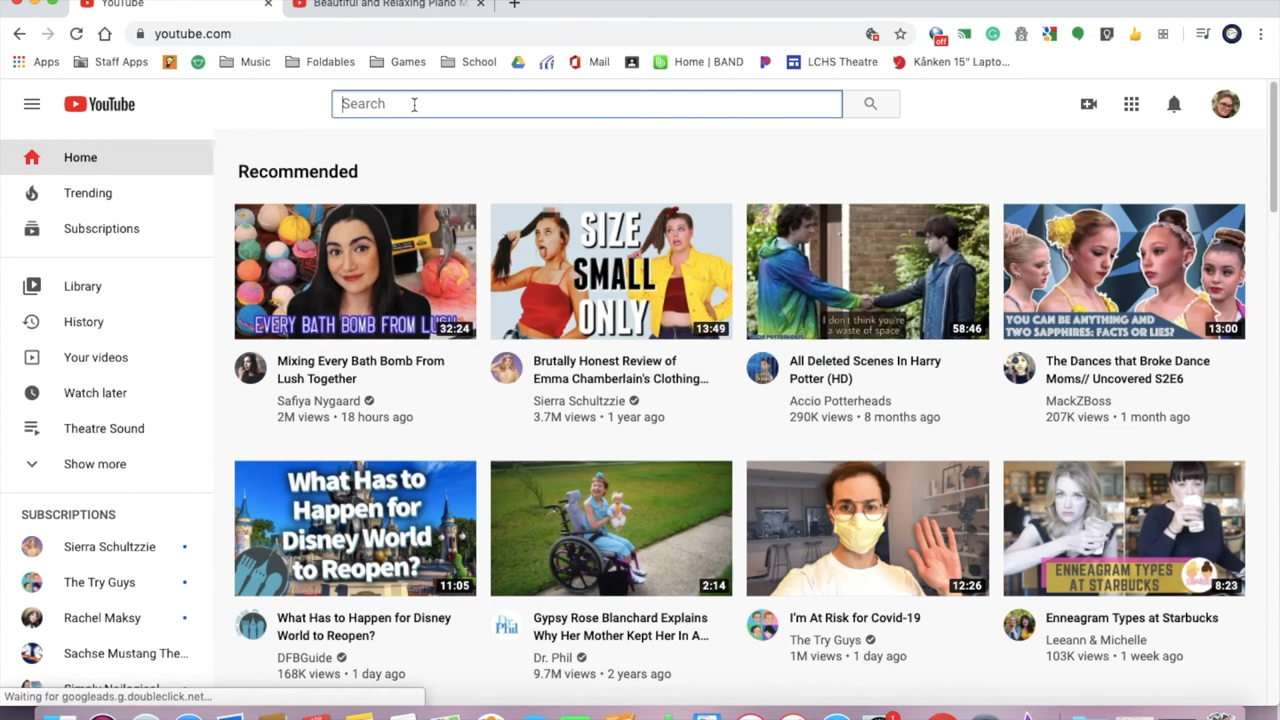 YouTube
Beautiful and Relaxing Piano M
youtube.com
off
Apps Staff Apps Music Foldables Games School Mail Home | BAND LCHS Theatre Kånken 15" Lapto...
YouTube
Search
Home
Trending
Subscriptions
Library
History
Your videos
Watch later
Theatre Sound
Show more
SUBSCRIPTIONS
Sierra Schultzzie
The Try Guys
Rachel Maksy
Sachse Mustang The...
Recommended
EVERY BATH BOMB FROM LUSH
32:24
Mixing Every Bath Bomb From
Lush Together
Safiya Nygaard
2M views • 18 hours ago
SIZE
SMALL
ONLY
13:49
Brutally Honest Review of
Emma Chamberlain's Clothing...
Sierra Schultzzie
3.7M views • 1 year ago
I don't think you're
a waste of space
58:46
All Deleted Scenes In Harry
Potter (HD)
Accio Potterheads
290K views • 8 months ago
YOU CAN BE ANYTHING AND
TWO SAPPHIRES: FACTS OR LIES?
13:00
The Dances that Broke Dance
Moms// Uncovered S2E6
MackZBoss
207K views • 1 month ago
What Has to
Happen for
Disney World
to Reopen?
11:05
What Has to Happen for Disney
World to Reopen?
DFBGuide
168K views • 1 day ago
2:14
Dr.
Phil
Gypsy Rose Blanchard Explains
Why Her Mother Kept Her In A...
Dr. Phil
9.7M views • 2 years ago
12:26
I'm At Risk for Covid-19
The Try Guys
1M views • 1 day ago
ENNEAGRAM TYPES
AT STARBUCKS
8:23
Enneagram Types at Starbucks
Leeann & Michelle
103K views • 1 week ago
Waiting for googleads.g.doubleclick.net...